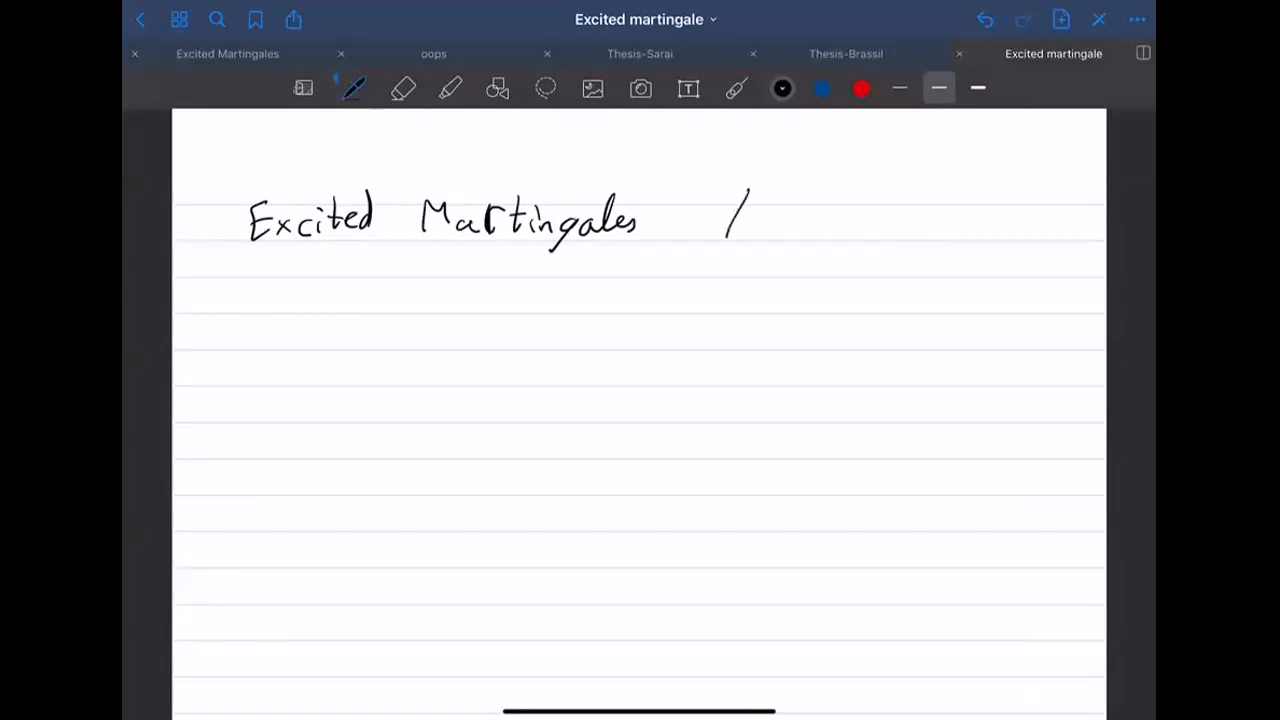 Excited martingale
Excited Martingales
oops
Thesis-Sarai
Thesis-Brassil
Excited martingale
T
Excited Martingales /